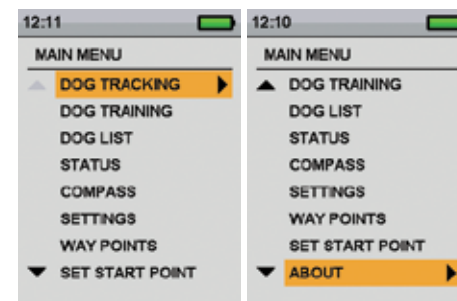 12:11
MAIN MENU
DOG TRACKING
DOG TRAINING
DOG LIST
STATUS
COMPASS
SETTINGS
WAY POINTS
SET START POINT
12:10
MAIN MENU
DOG TRAINING
DOG LIST
STATUS
COMPASS
SETTINGS
WAY POINTS
SET START POINT
ABOUT